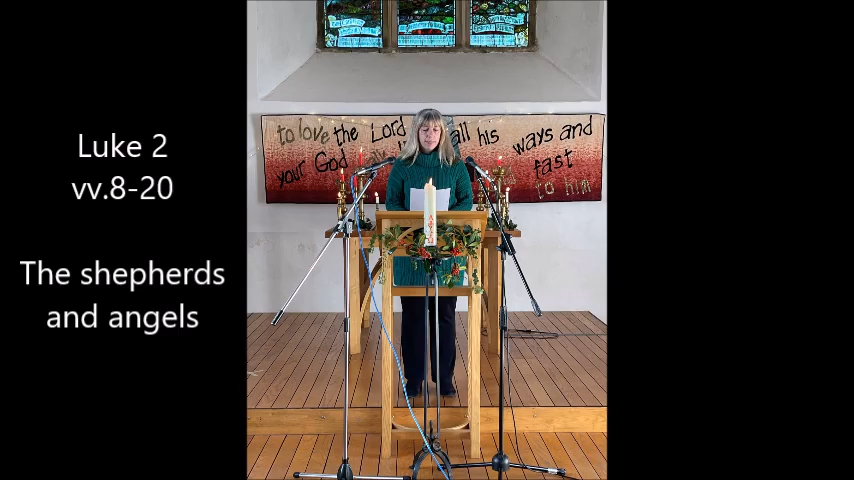 Luke 2
vv.8-20
The shepherds
and angels
to love the Lord all his ways and
your God fast
to him